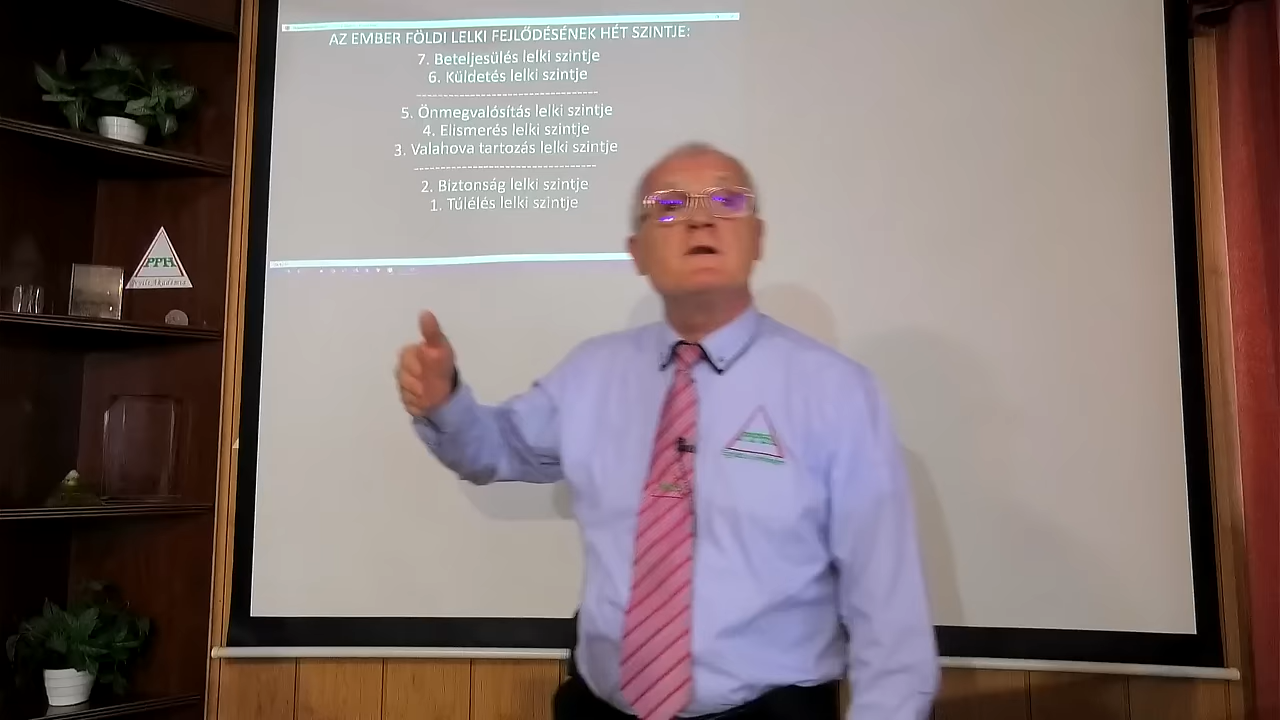 AZ EMBER FÖLDI LELKI FEJLŐDÉSÉNEK HÉT SZINTJE:
7. Beteljesülés lelki szintje
6. Küldetés lelki szintje
----------------------------------
5. Önmegvalósítás lelki szintje
4. Elismerés lelki szintje
3. Valahova tartozás lelki szintje
----------------------------------
2. Biztonság lelki szintje
1. Túlélés lelki szintje
PFH